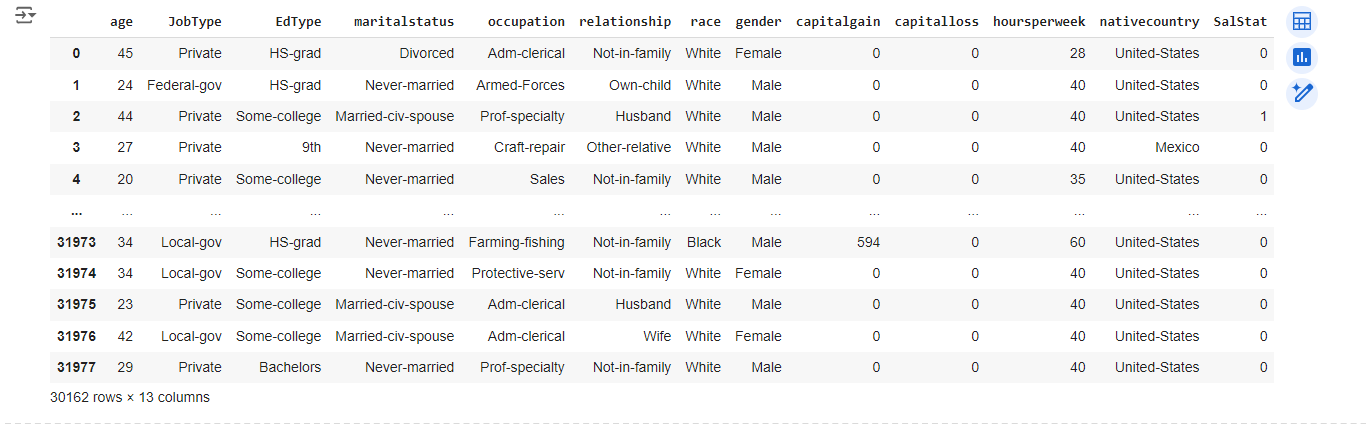 age JobType EdType maritalstatus occupation relationship race gender capitalgain capitalloss hoursperweek nativecountry SalStat
0 45 Private HS-grad Divorced Adm-clerical Not-in-family White Female 0 0 28 United-States 0
1 24 Federal-gov HS-grad Never-married Armed-Forces Own-child White Male 0 0 40 United-States 0
2 44 Private Some-college Married-civ-spouse Prof-specialty Husband White Male 0 0 40 United-States 1
3 27 Private 9th Never-married Craft-repair Other-relative White Male 0 0 40 Mexico 0
4 20 Private Some-college Never-married Sales Not-in-family White Male 0 0 35 United-States 0
... ... ... ... ... ... ... ... ... ... ... ... ... ...
31973 34 Local-gov HS-grad Never-married Farming-fishing Not-in-family Black Male 594 0 60 United-States 0
31974 34 Local-gov Some-college Never-married Protective-serv Not-in-family White Female 0 0 40 United-States 0
31975 23 Private Some-college Married-civ-spouse Adm-clerical Husband White Male 0 0 40 United-States 0
31976 42 Local-gov Some-college Married-civ-spouse Adm-clerical Wife White Female 0 0 40 United-States 0
31977 29 Private Bachelors Never-married Prof-specialty Not-in-family White Male 0 0 40 United-States 0
30162 rows × 13 columns